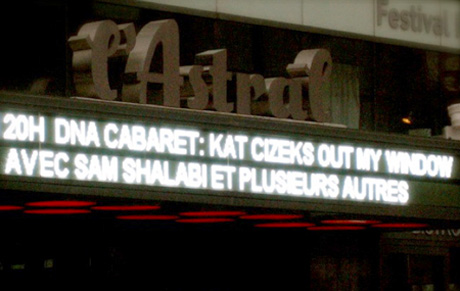 Festival
l'Astral
20H DNA CABARET: KAT CIZEKS OUT MY WINDOW
AVEC SAM SHALABI ET PLUSIEURS AUTRES